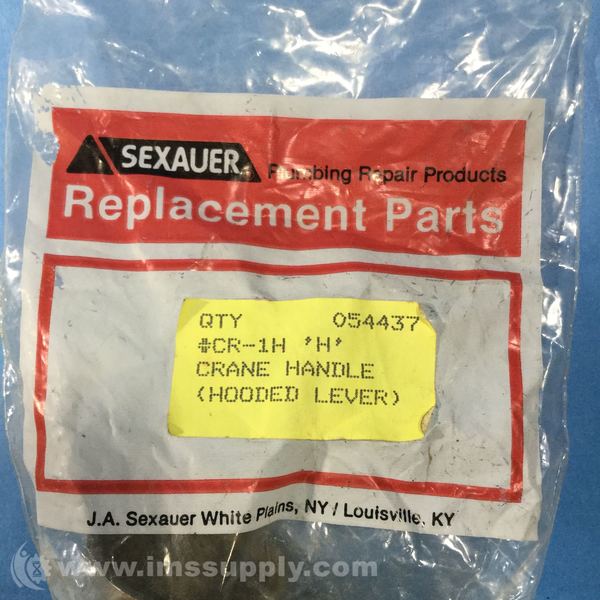 SEXAUER
Plumbing Repair Products
Replacement Parts
QTY 054437
#CR-1H 'H'
CRANE HANDLE
(HOODED LEVER)
J.A. Sexauer White Plains, NY / Louisville, KY
www.imssupply.com